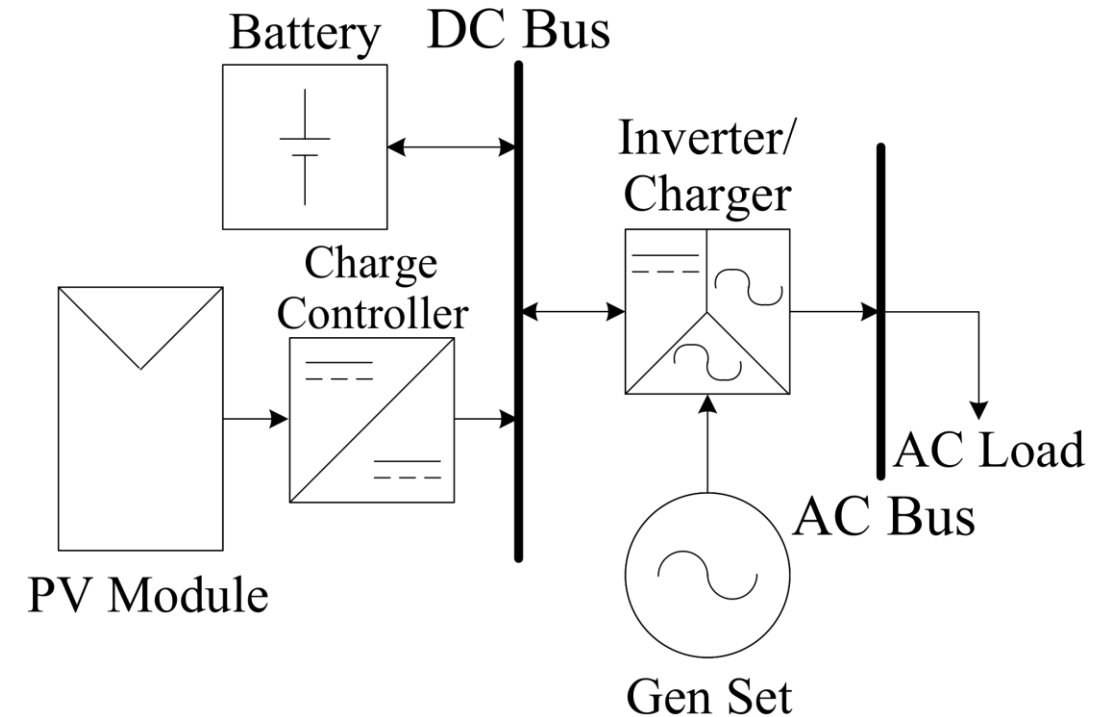 Battery
DC Bus
Inverter/
Charger
Charge
Controller
AC Load
AC Bus
PV Module
Gen Set